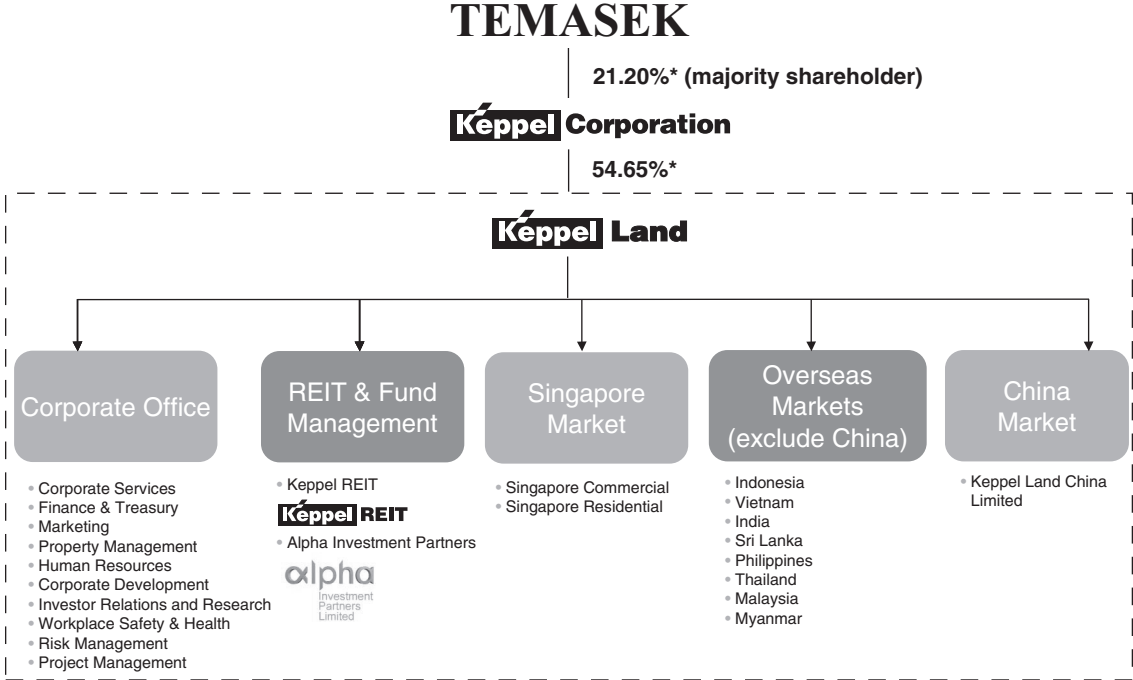 TEMASEK
21.20%* (majority shareholder)
Keppel Corporation
54.65%*
Keppel Land
Corporate Office
• Corporate Services
• Finance & Treasury
• Marketing
• Property Management
• Human Resources
• Corporate Development
• Investor Relations and Research
• Workplace Safety & Health
• Risk Management
• Project Management
REIT & Fund
Management
• Keppel REIT
Keppel REIT
• Alpha Investment Partners
alpha
Investment
Partners
Limited
Singapore
Market
• Singapore Commercial
• Singapore Residential
Overseas
Markets
(exclude China)
• Indonesia
• Vietnam
• India
• Sri Lanka
• Philippines
• Thailand
• Malaysia
• Myanmar
China
Market
• Keppel Land China
Limited